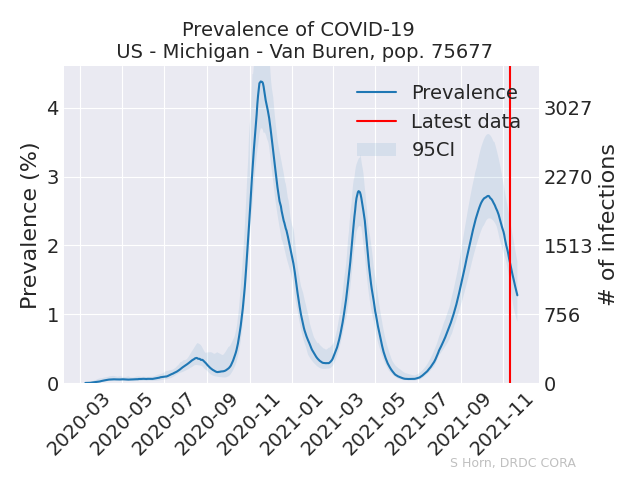 Prevalence of COVID-19
US - Michigan - Van Buren, pop. 75677
Prevalence
Latest data
95CI
Prevalence (%)
4
3
2
1
0
3027
2270
1513
756
0
# of infections
2020-03
2020-05
2020-07
2020-09
2020-11
2021-01
2021-03
2021-05
2021-07
2021-09
2021-11
S Horn, DRDC CORA